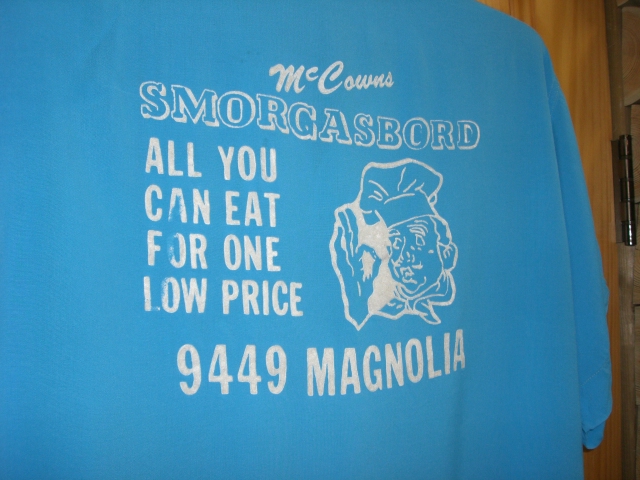 McCowns
SMORGASBORD
ALL YOU
CAN EAT
FOR ONE
LOW PRICE
9449 MAGNOLIA